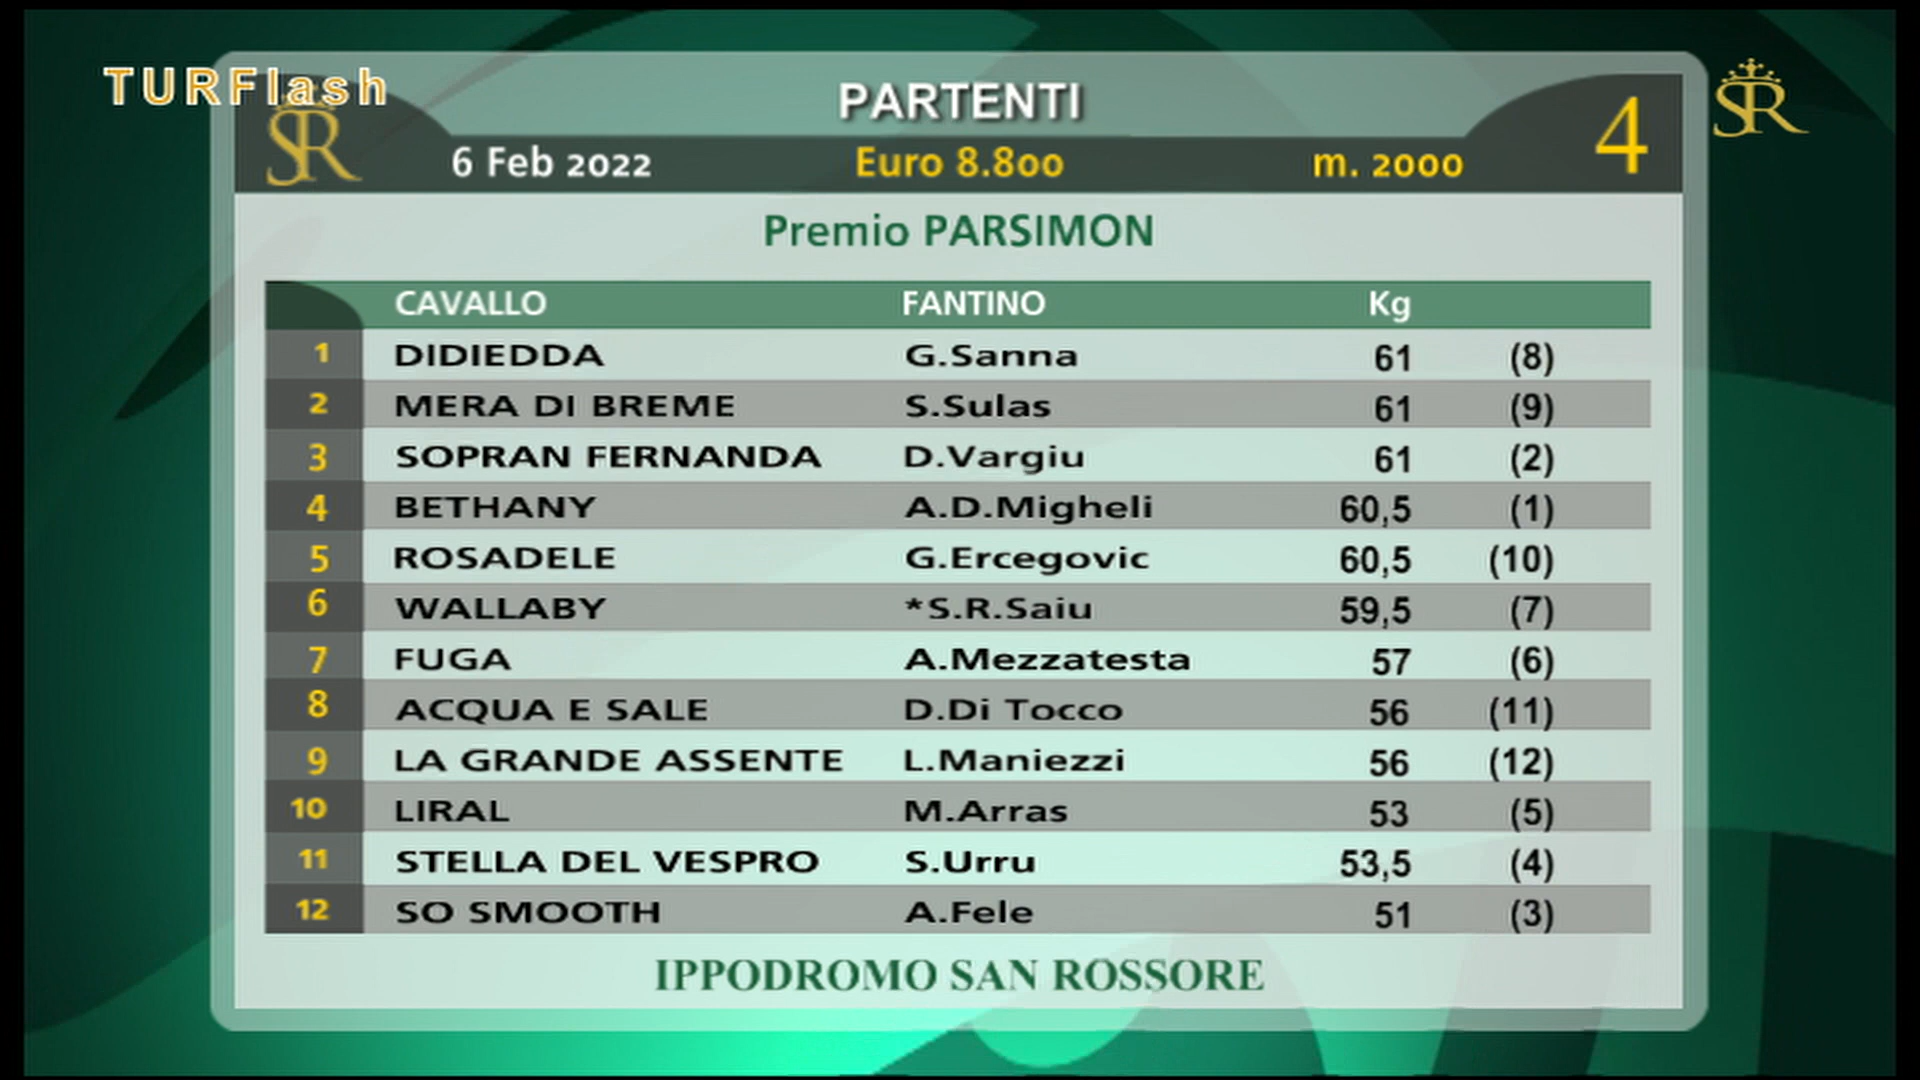 TURFlash
PARTENTI
SR
SR
4
6 Feb 2022 Euro 8.800 m. 2000
Premio PARSIMON
CAVALLO FANTINO Kg
1 DIDIEDDA G.Sanna 61 (8)
2 MERA DI BREME S.Sulas 61 (9)
3 SOPRAN FERNANDA D.Vargiu 61 (2)
4 BETHANY A.D.Migheli 60,5 (1)
5 ROSADELE G.Ercegovic 60,5 (10)
6 WALLABY *S.R.Saiu 59,5 (7)
7 FUGA A.Mezzatesta 57 (6)
8 ACQUA E SALE D.Di Tocco 56 (11)
9 LA GRANDE ASSENTE L.Maniezzi 56 (12)
10 LIRAL M.Arras 53 (5)
11 STELLA DEL VESPRO S.Urru 53,5 (4)
12 SO SMOOTH A.Fele 51 (3)
IPPODROMO SAN ROSSORE